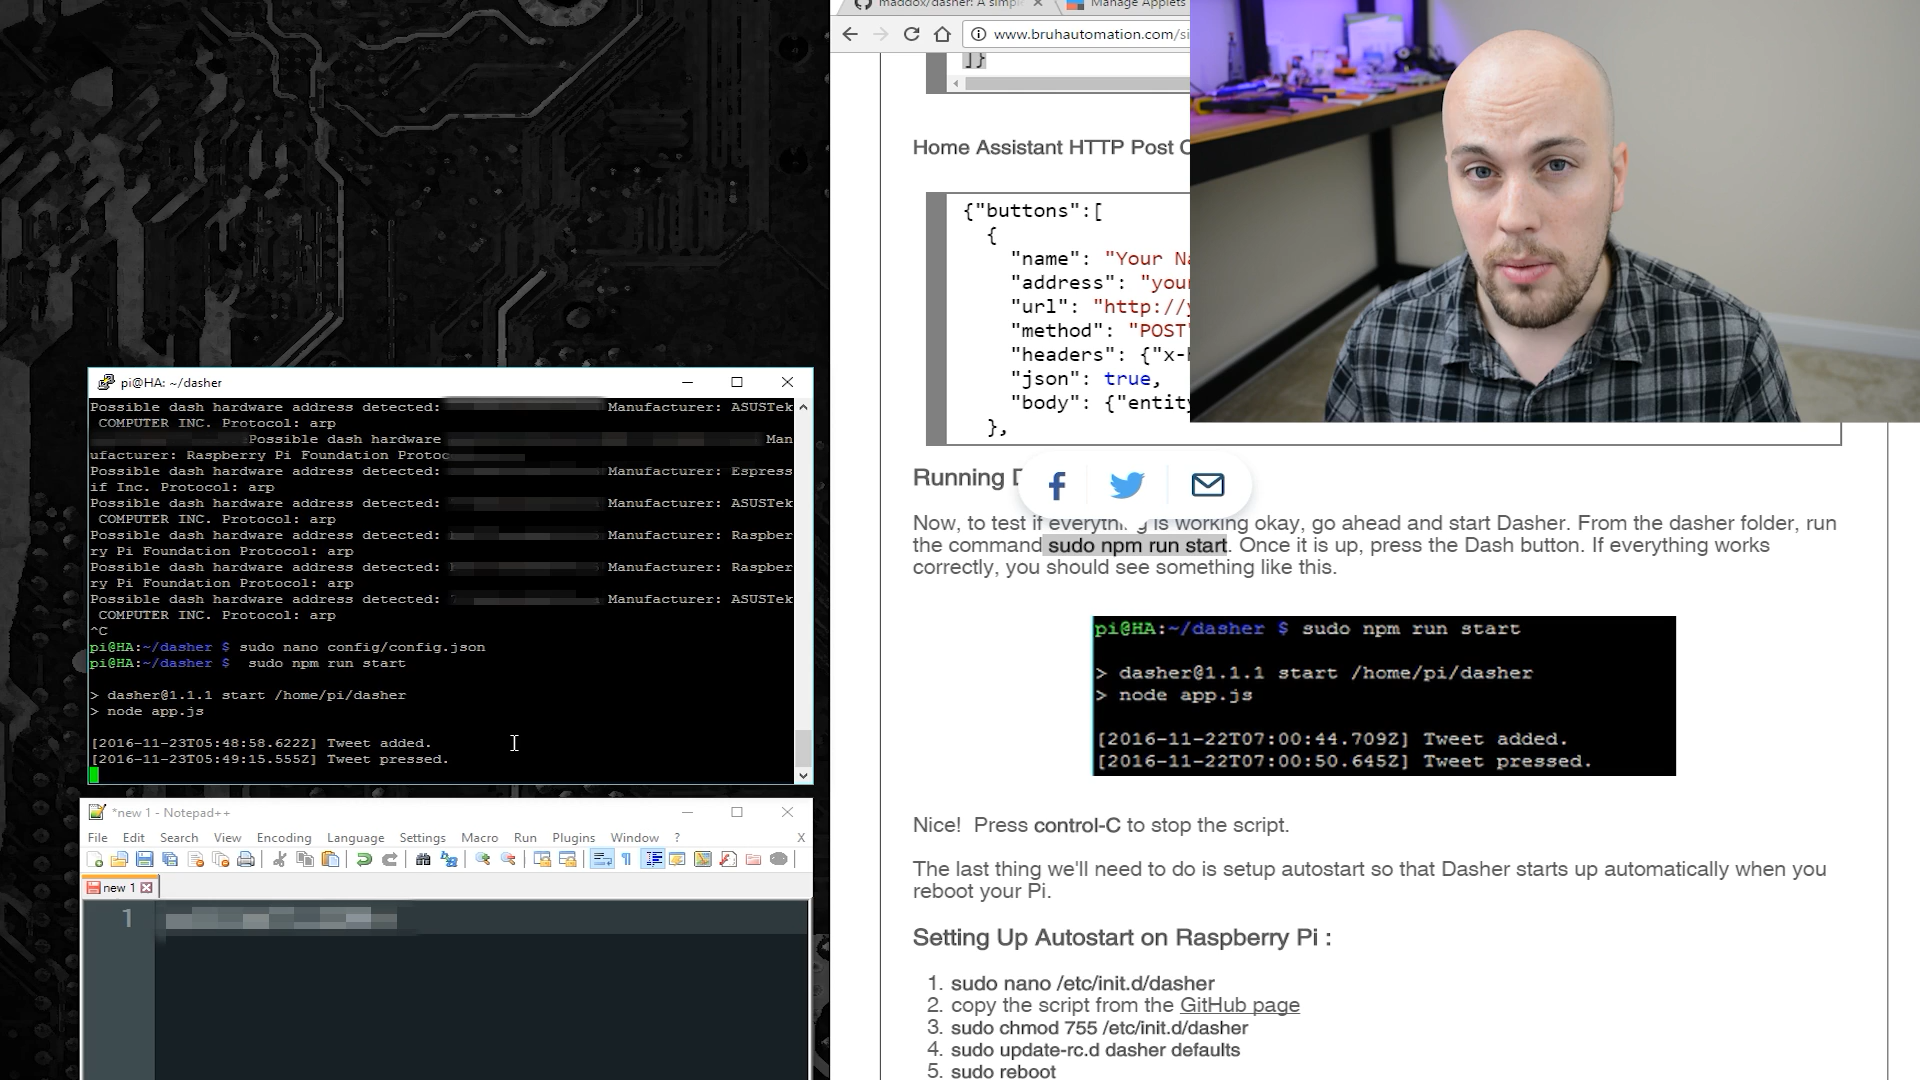 pi@HA: ~/dasher
Possible dash hardware address detected: Manufacturer: ASUSTek
COMPUTER INC. Protocol: arp
Possible dash hardware Man
ufacturer: Raspberry Pi Foundation Protoc
Possible dash hardware address detected: Manufacturer: Espress
if Inc. Protocol: arp
Possible dash hardware address detected: Manufacturer: ASUSTek
COMPUTER INC. Protocol: arp
Possible dash hardware address detected: Manufacturer: Raspber
ry Pi Foundation Protocol: arp
Possible dash hardware address detected: Manufacturer: Raspber
ry Pi Foundation Protocol: arp
Possible dash hardware address detected: Manufacturer: ASUSTek
COMPUTER INC. Protocol: arp
^C
pi@HA:~/dasher $ sudo nano config/config.json
pi@HA:~/dasher $ sudo npm run start
> dasher@1.1.1 start /home/pi/dasher
> node app.js
[2016-11-23T05:48:58.622Z] Tweet added.
[2016-11-23T05:49:15.555Z] Tweet pressed.
*new 1 - Notepad++
File Edit Search View Encoding Language Settings Macro Run Plugins Window ? X
new 1
1
maddox/dasher: A simpl
Manage Applets
www.bruhautomation.com/si
]}
Home Assistant HTTP Post C
{"buttons":[
{
"name": "Your Na
"address": "your
"url": "http://y
"method": "POST"
"headers": {"x-h
"json": true,
"body": {"entity
},
Running D
Now, to test if everything is working okay, go ahead and start Dasher. From the dasher folder, run
the command sudo npm run start. Once it is up, press the Dash button. If everything works
correctly, you should see something like this.
pi@HA:~/dasher $ sudo npm run start
> dasher@1.1.1 start /home/pi/dasher
> node app.js
[2016-11-22T07:00:44.709Z] Tweet added.
[2016-11-22T07:00:50.645Z] Tweet pressed.
Nice! Press control-C to stop the script.
The last thing we'll need to do is setup autostart so that Dasher starts up automatically when you
reboot your Pi.
Setting Up Autostart on Raspberry Pi :
1. sudo nano /etc/init.d/dasher
2. copy the script from the GitHub page
3. sudo chmod 755 /etc/init.d/dasher
4. sudo update-rc.d dasher defaults
5. sudo reboot